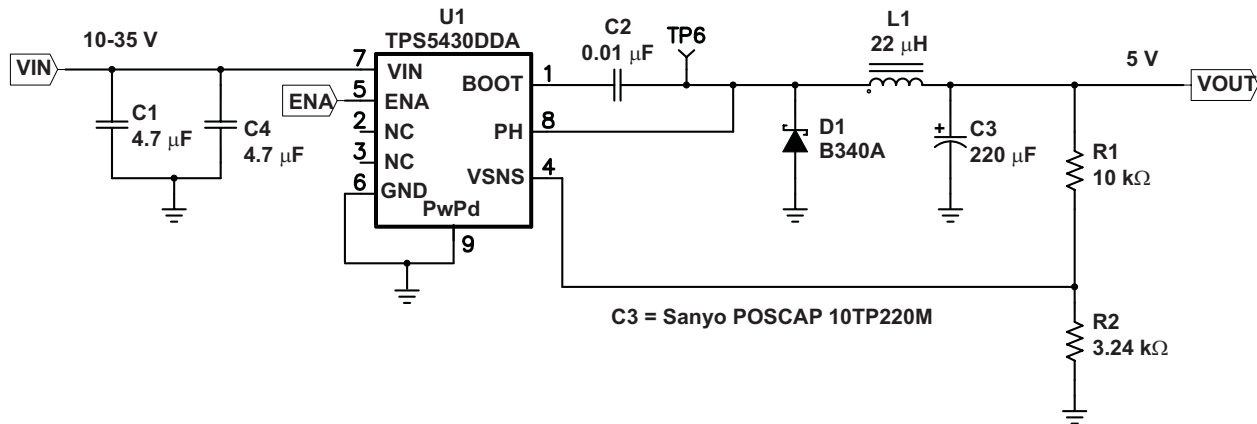 10-35 V
VIN
C1
4.7 μF
C4
4.7 μF
ENA
U1
TPS5430DDA
7
VIN
5
ENA
2
NC
3
NC
6
GND
PwPd
9
BOOT
1
PH
8
VSNS
4
C2
0.01 μF
TP6
D1
B340A
L1
22 μH
C3
220 μF
+
5 V
VOUT
R1
10 kΩ
R2
3.24 kΩ
C3 = Sanyo POSCAP 10TP220M